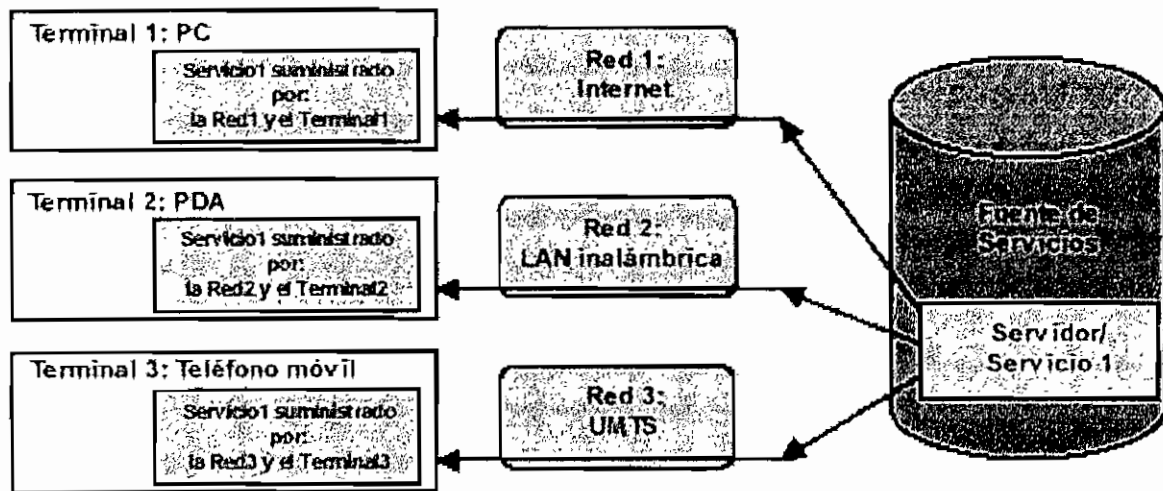 Terminal 1: PC
Servicio1 suministrado
por:
la Red1 y el Terminal1
Red 1:
Internet
Terminal 2: PDA
Servicio1 suministrado
por:
la Red2 y el Terminal2
Red 2:
LAN inalámbrica
Terminal 3: Teléfono móvil
Servicio1 suministrado
por:
la Red3 y el Terminal3
Red 3:
UMTS
Fuente de
Servicios
Servidor/
Servicio 1